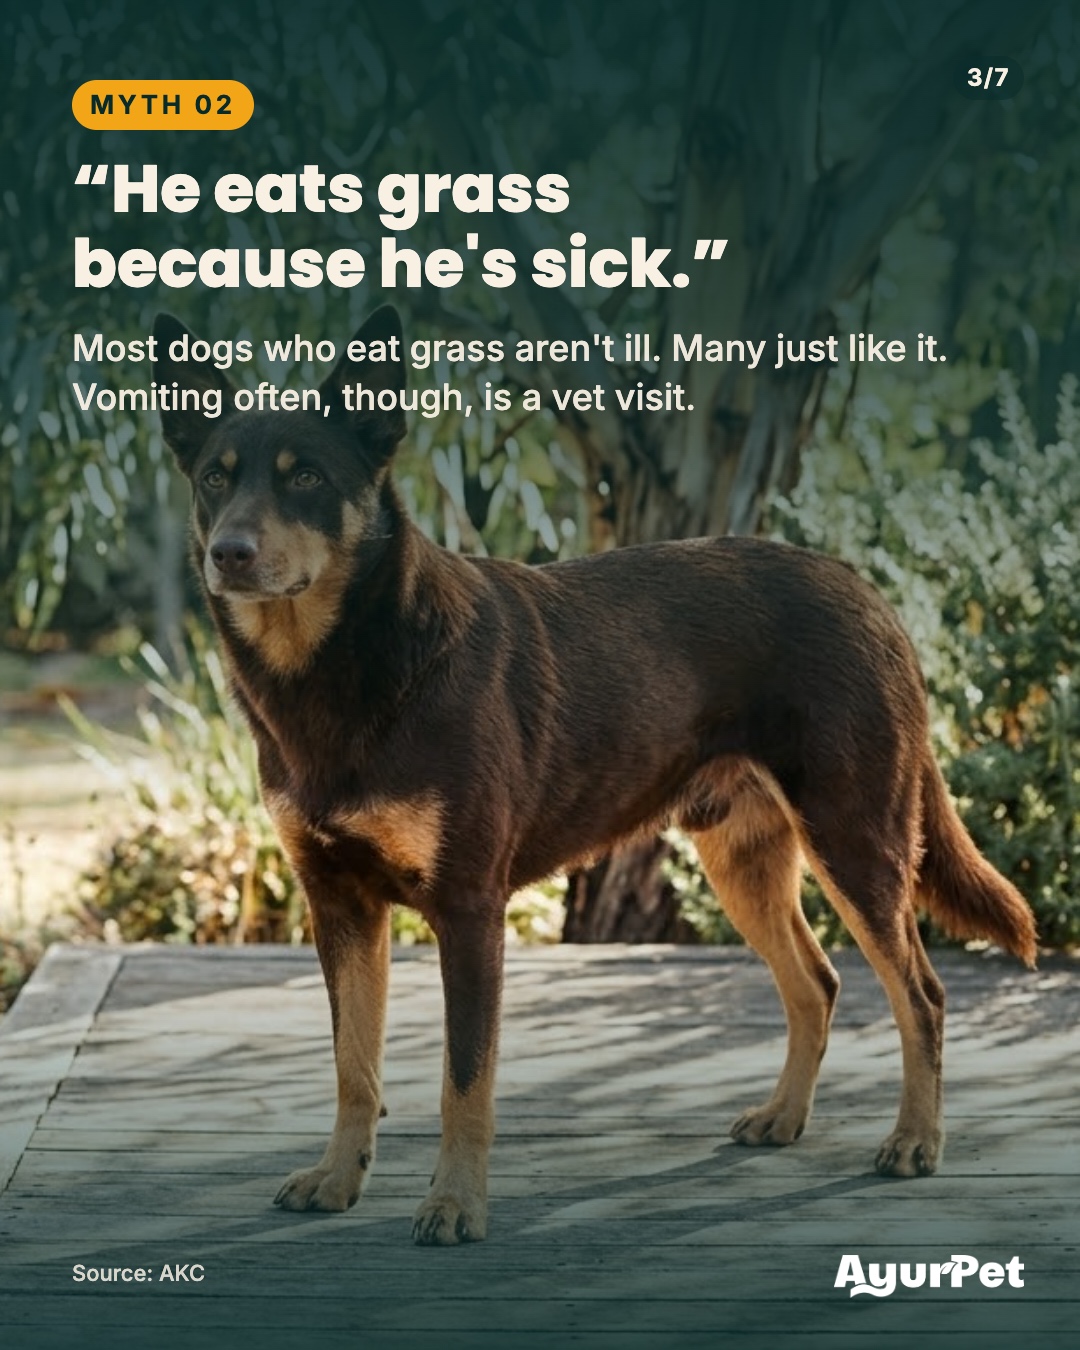 3/7
MYTH 02
“He eats grass
because he's sick.”
Most dogs who eat grass aren't ill. Many just like it.
Vomiting often, though, is a vet visit.
Source: AKC
AyurPet